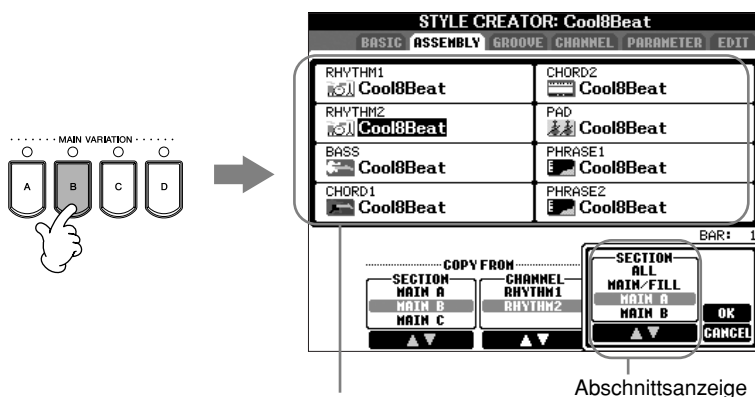 STYLE CREATOR: Cool8Beat
BASIC ASSEMBLY GROOVE CHANNEL PARAMETER EDIT
RHYTHM1
Cool8Beat
CHORD2
Cool8Beat
RHYTHM2
Cool8Beat
PAD
Cool8Beat
BASS
Cool8Beat
PHRASE1
Cool8Beat
CHORD1
Cool8Beat
PHRASE2
Cool8Beat
MAIN VARIATION
A B C D
BAR: 1
COPY FROM
SECTION
MAIN A
MAIN B
MAIN C
CHANNEL
RHYTHM1
RHYTHM2
SECTION
ALL
MAIN/FILL
MAIN A
MAIN B
OK
CANCEL
Abschnittsanzeige